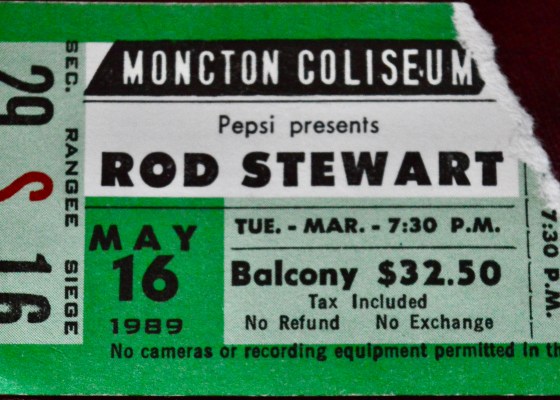 MONCTON COLISEUM
Pepsi presents
ROD STEWART
MAY
16
1989
TUE. - MAR. - 7:30 P.M.
Balcony $32.50
Tax Included
No Refund No Exchange
No cameras or recording equipment permitted in th
SEC. RANGEE SIEGE
29 S 16
7:30 P.M.